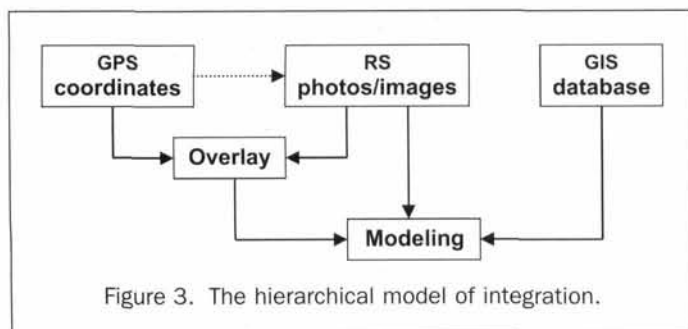 GPS
coordinates
RS
photos/images
GIS
database
Overlay
Modeling
Figure 3. The hierarchical model of integration.